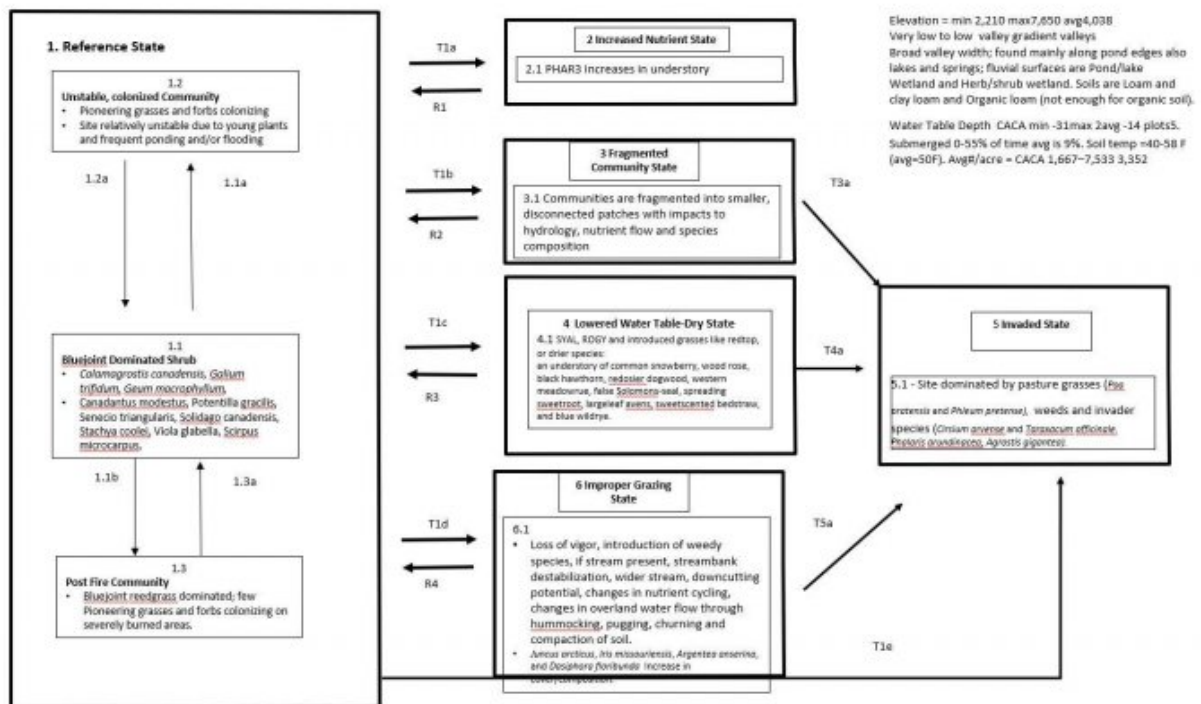 1. Reference State
1.2
Unstable, colonized Community
• Pioneering grasses and forbs colonizing
• Site relatively unstable due to young plants
and frequent ponding and/or flooding
1.2a
1.1a
1.1
Bluejoint Dominated Shrub
• Calamagrostis canadensis, Galium
trifidum, Geum macrophyllum,
• Canadantus modestus, Potentilla gracilis,
Senecio triangularis, Solidago canadensis,
Stachya coolei, Viola glabella, Scirpus
microcarpus,
1.1b
1.3a
1.3
Post Fire Community
• Bluejoint reedgrass dominated; few
Pioneering grasses and forbs colonizing on
severely burned areas.
T1a
R1
T1b
R2
T1c
R3
T1d
R4
2 Increased Nutrient State
2.1 PHAR3 Increases in understory
3 Fragmented
Community State
3.1 Communities are fragmented into smaller,
disconnected patches with impacts to
hydrology, nutrient flow and species
composition
4 Lowered Water Table-Dry State
4.1 SYAL, ROGY and introduced grasses like redtop,
or drier species:
an understory of common snowberry, wood rose,
black hawthorn, redosier dogwood, western
meadowrue, false Solomons-seal, spreading
sweetroot, largeleaf avens, sweetscented bedstraw,
and blue wildrye.
6 Improper Grazing
State
6.1
• Loss of vigor, introduction of weedy
species, if stream present, streambank
destabilization, wider stream, downcutting
potential, changes in nutrient cycling,
changes in overland water flow through
hummocking, pugging, churning and
compaction of soil.
• Juncus arcticus, Iris missouriensis, Argentea anserina,
and Dasiphora floribunda increase in
cover/composition.
T3a
T4a
T5a
T1e
5 Invaded State
5.1 - Site dominated by pasture grasses (Poa
pratensis and Phleum pretense), weeds and invader
species (Cirsium arvense and Taraxacum officinale,
Phalaris arundinacea, Agrostis gigantea).
Elevation = min 2,210 max7,650 avg4,038
Very low to low valley gradient valleys
Broad valley width; found mainly along pond edges also
lakes and springs; fluvial surfaces are Pond/lake
Wetland and Herb/shrub wetland. Soils are Loam and
clay loam and Organic loam (not enough for organic soil).
Water Table Depth CACA min -31max 2avg -14 plots5.
Submerged 0-55% of time avg is 9%. Soil temp =40-58 F
(avg=50F). Avg#/acre = CACA 1,667–7,533 3,352